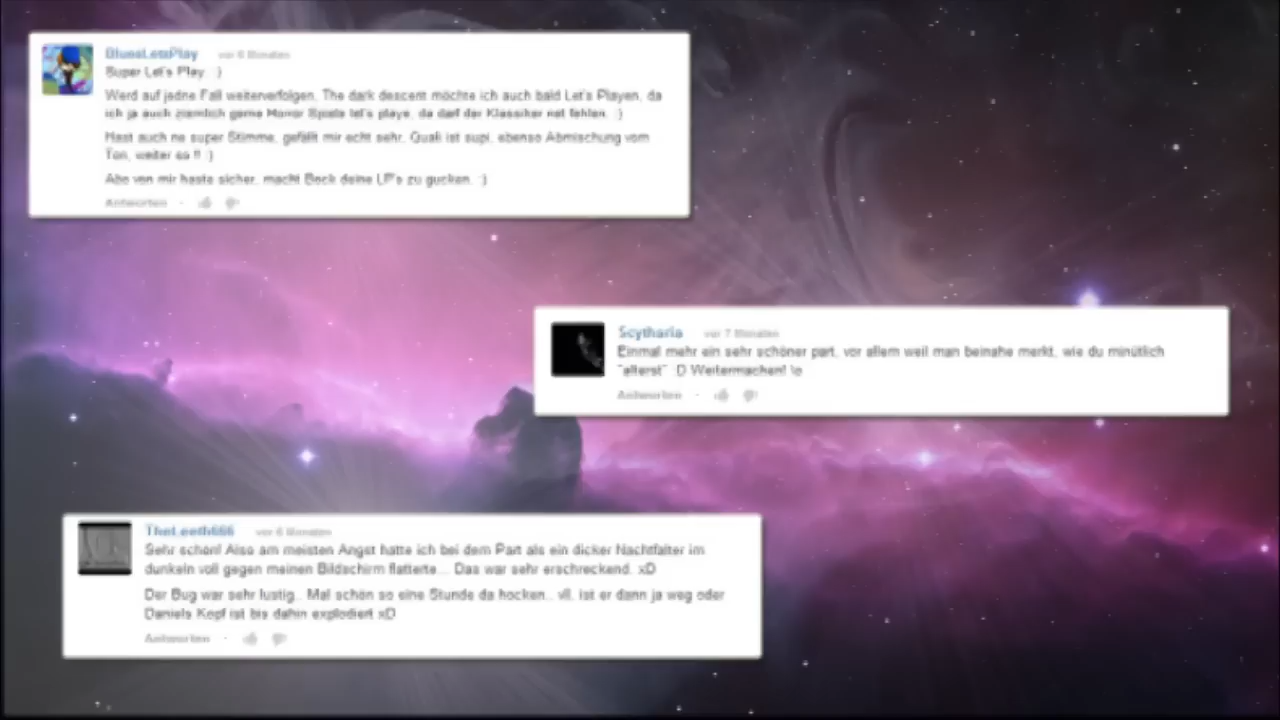 BluesLessPlay vor 6 Monaten
Super Let's Play :)
Werd auf jedne Fall weiterverfolgen. The dark descent möchte ich auch bald Let's Playen, da
ich ja auch ziemlich gerne Horror Spiele let's playe, da darf der Klassiker net fehlen. :)
Hast auch ne super Stimme, gefällt mir echt sehr. Quali ist supi, ebenso Abmischung vom
Ton, weiter so !! :)
Abo von mir haste sicher, macht Bock deine LP's zu gucken. :)
Antworten ·
Scytharia vor 7 Monaten
Einmal mehr ein sehr schöner part, vor allem weil man beinahe merkt, wie du minütlich
"alterst" :D Weitermachen! \o
Antworten ·
TheLeeth666 vor 6 Monaten
Sehr schön! Also am meisten Angst hatte ich bei dem Part als ein dicker Nachtfalter im
dunkeln voll gegen meinen Bildschirm flatterte... Das war sehr erschreckend. xD
Der Bug war sehr lustig.. Mal schön so eine Stunde da hocken.. vll. ist er dann ja weg oder
Daniels Kopf ist bis dahin explodiert xD
Antworten ·